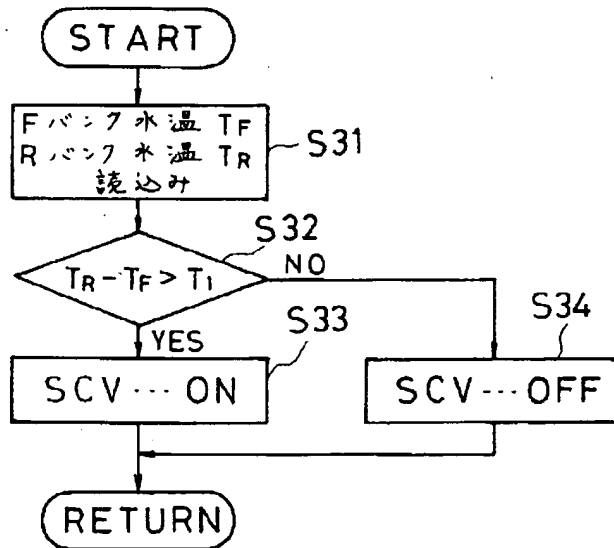 START
Fバンク水温 TF
Rバンク水温 TR
読込み
S31
S32
TR-TF>T1
NO
YES
S33
S34
SCV…ON
SCV…OFF
RETURN